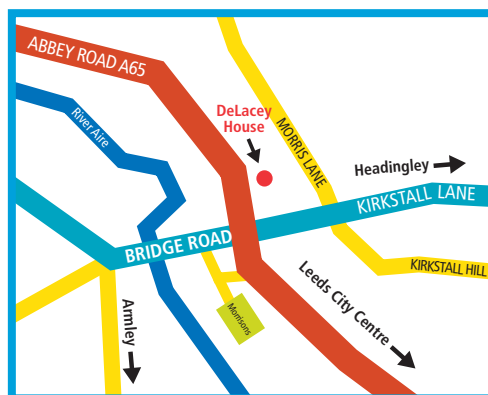 ABBEY ROAD A65
River Aire
DeLacey
House
MORRIS LANE
Headingley
KIRKSTALL LANE
BRIDGE ROAD
KIRKSTALL HILL
Leeds City Centre
Armley
Morrisons